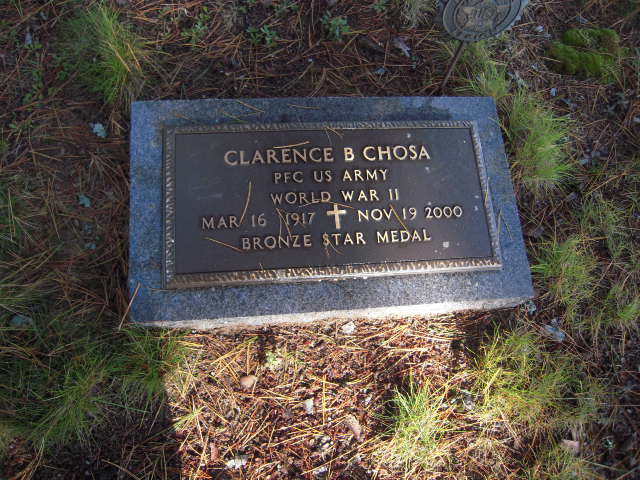 CLARENCE B CHOSA
PFC US ARMY
WORLD WAR II
MAR 16 1917 NOV 19 2000
BRONZE STAR MEDAL